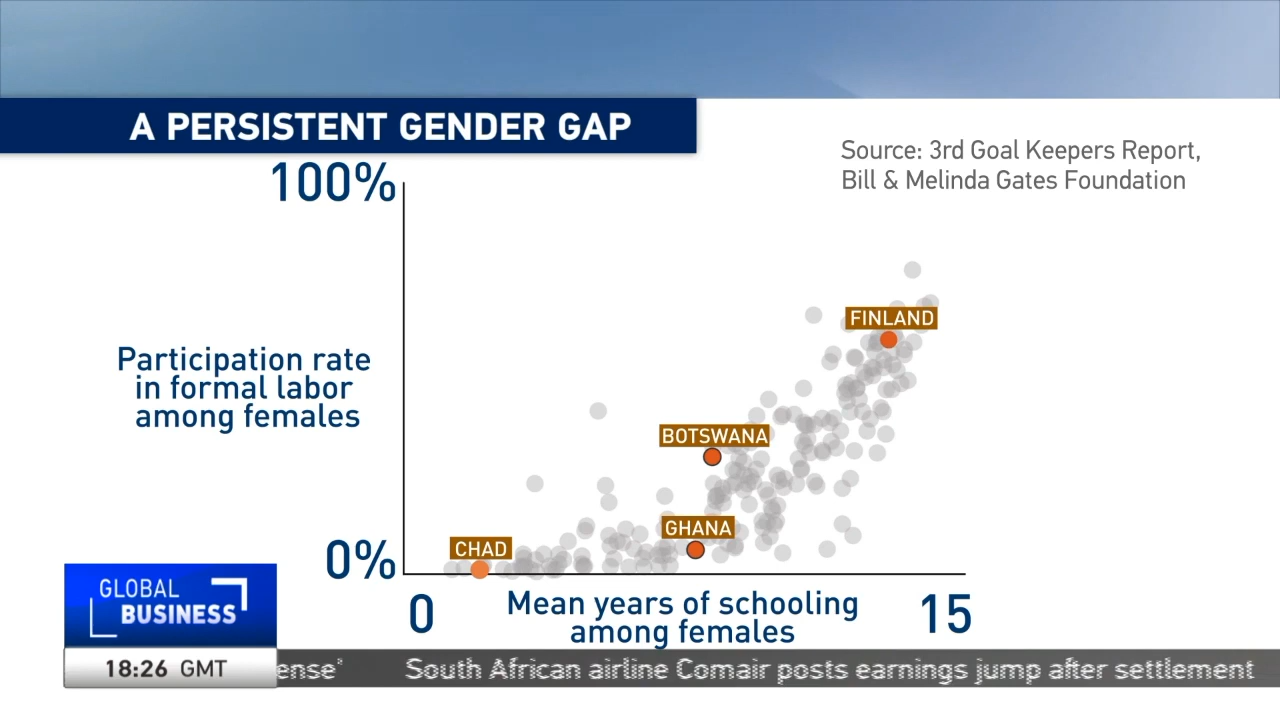 A PERSISTENT GENDER GAP
Source: 3rd Goal Keepers Report,
Bill & Melinda Gates Foundation
100%
Participation rate
in formal labor
among females
0%
FINLAND
BOTSWANA
GHANA
CHAD
0
Mean years of schooling
among females
15
GLOBAL
BUSINESS
18:26 GMT
ense' South African airline Comair posts earnings jump after settlement